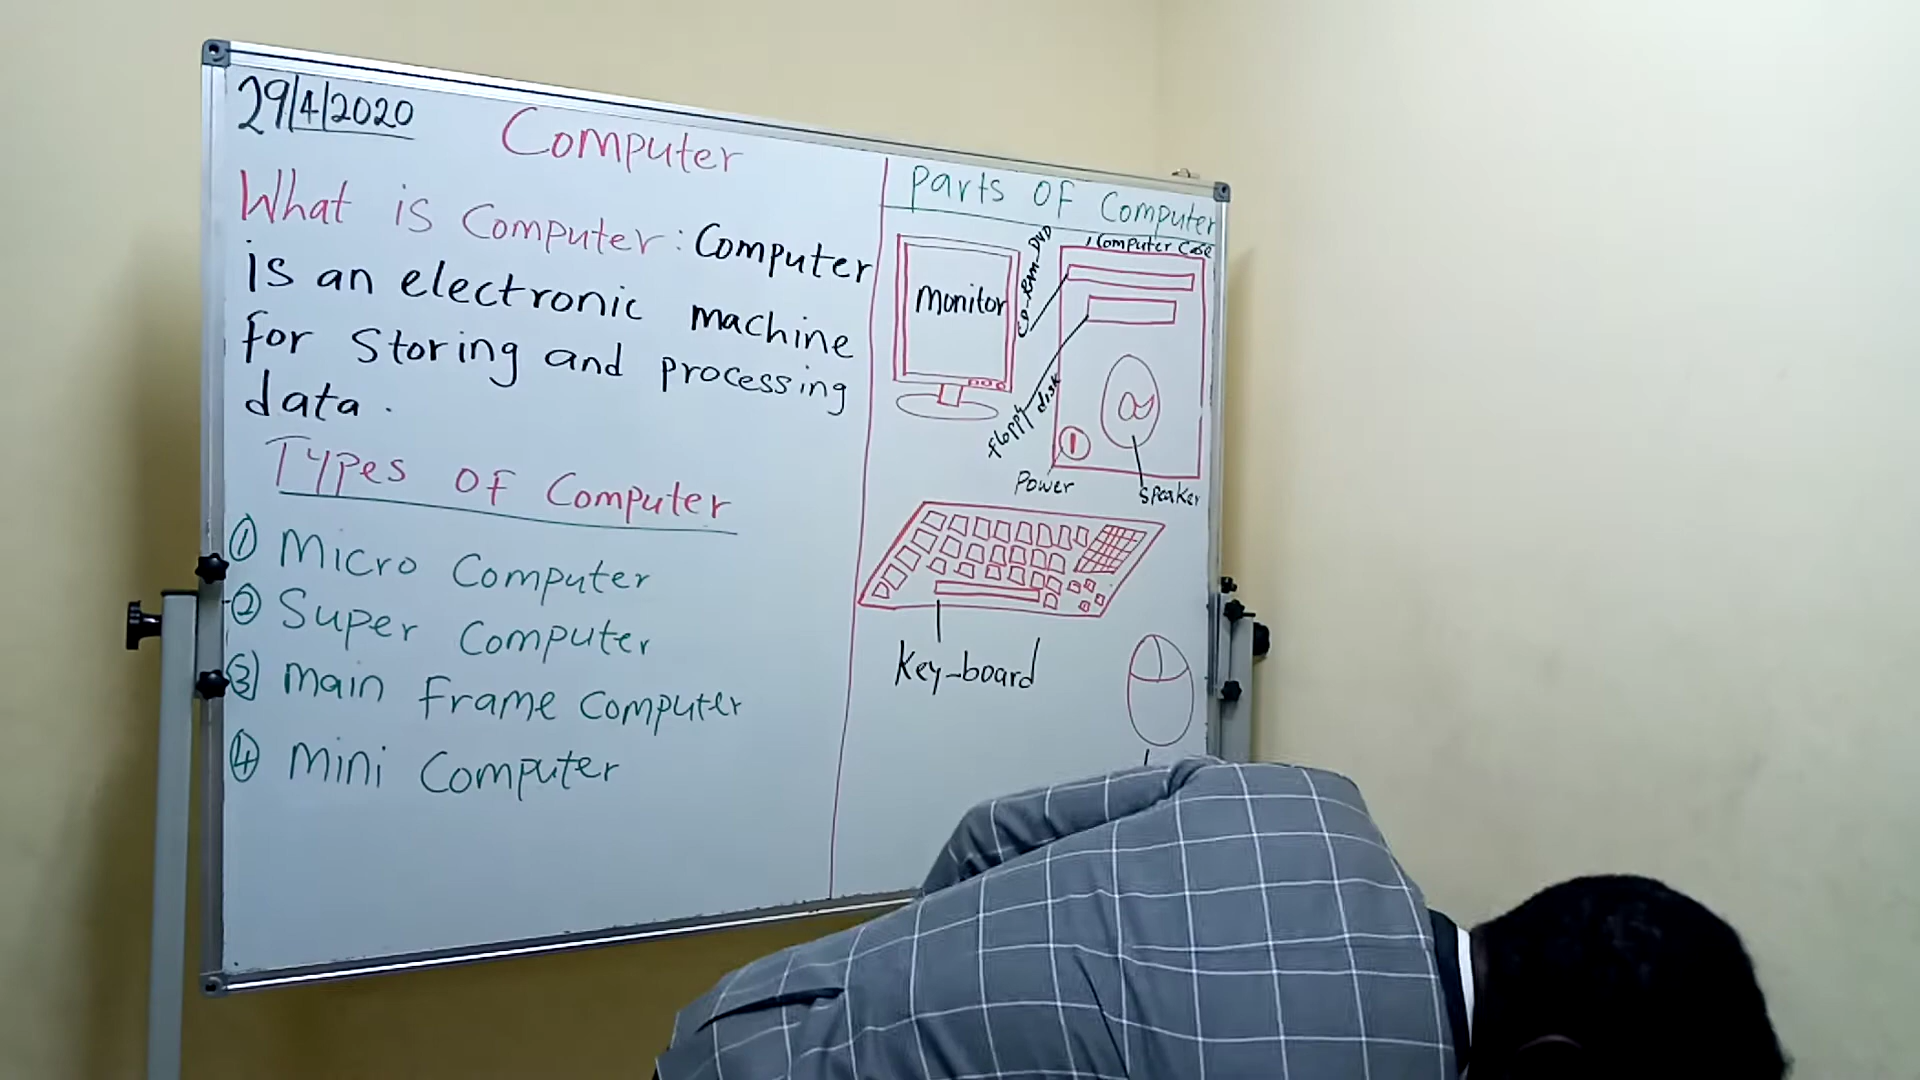 29/4/2020
Computer
What is Computer: Computer
is an electronic machine
for storing and processing
data.
Types of Computer
① Micro Computer
② Super Computer
③ Main Frame Computer
④ Mini Computer
Parts of Computer
Computer Case
Monitor
CD-RAM-DVD
Floppy disk
Power
Speaker
Key-board